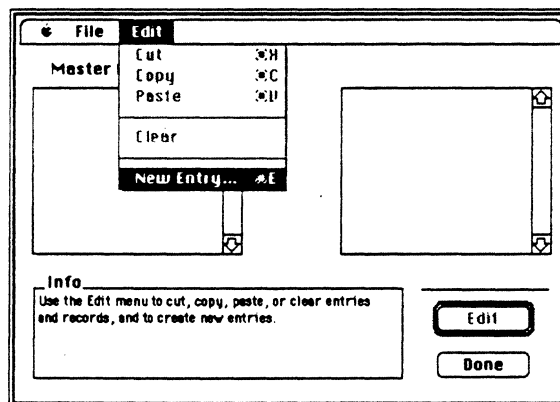 File Edit
Master
Cut ⌘X
Copy ⌘C
Paste ⌘V
Clear
New Entry... ⌘E
Info
Use the Edit menu to cut, copy, paste, or clear entries
and records, and to create new entries.
Edit
Done